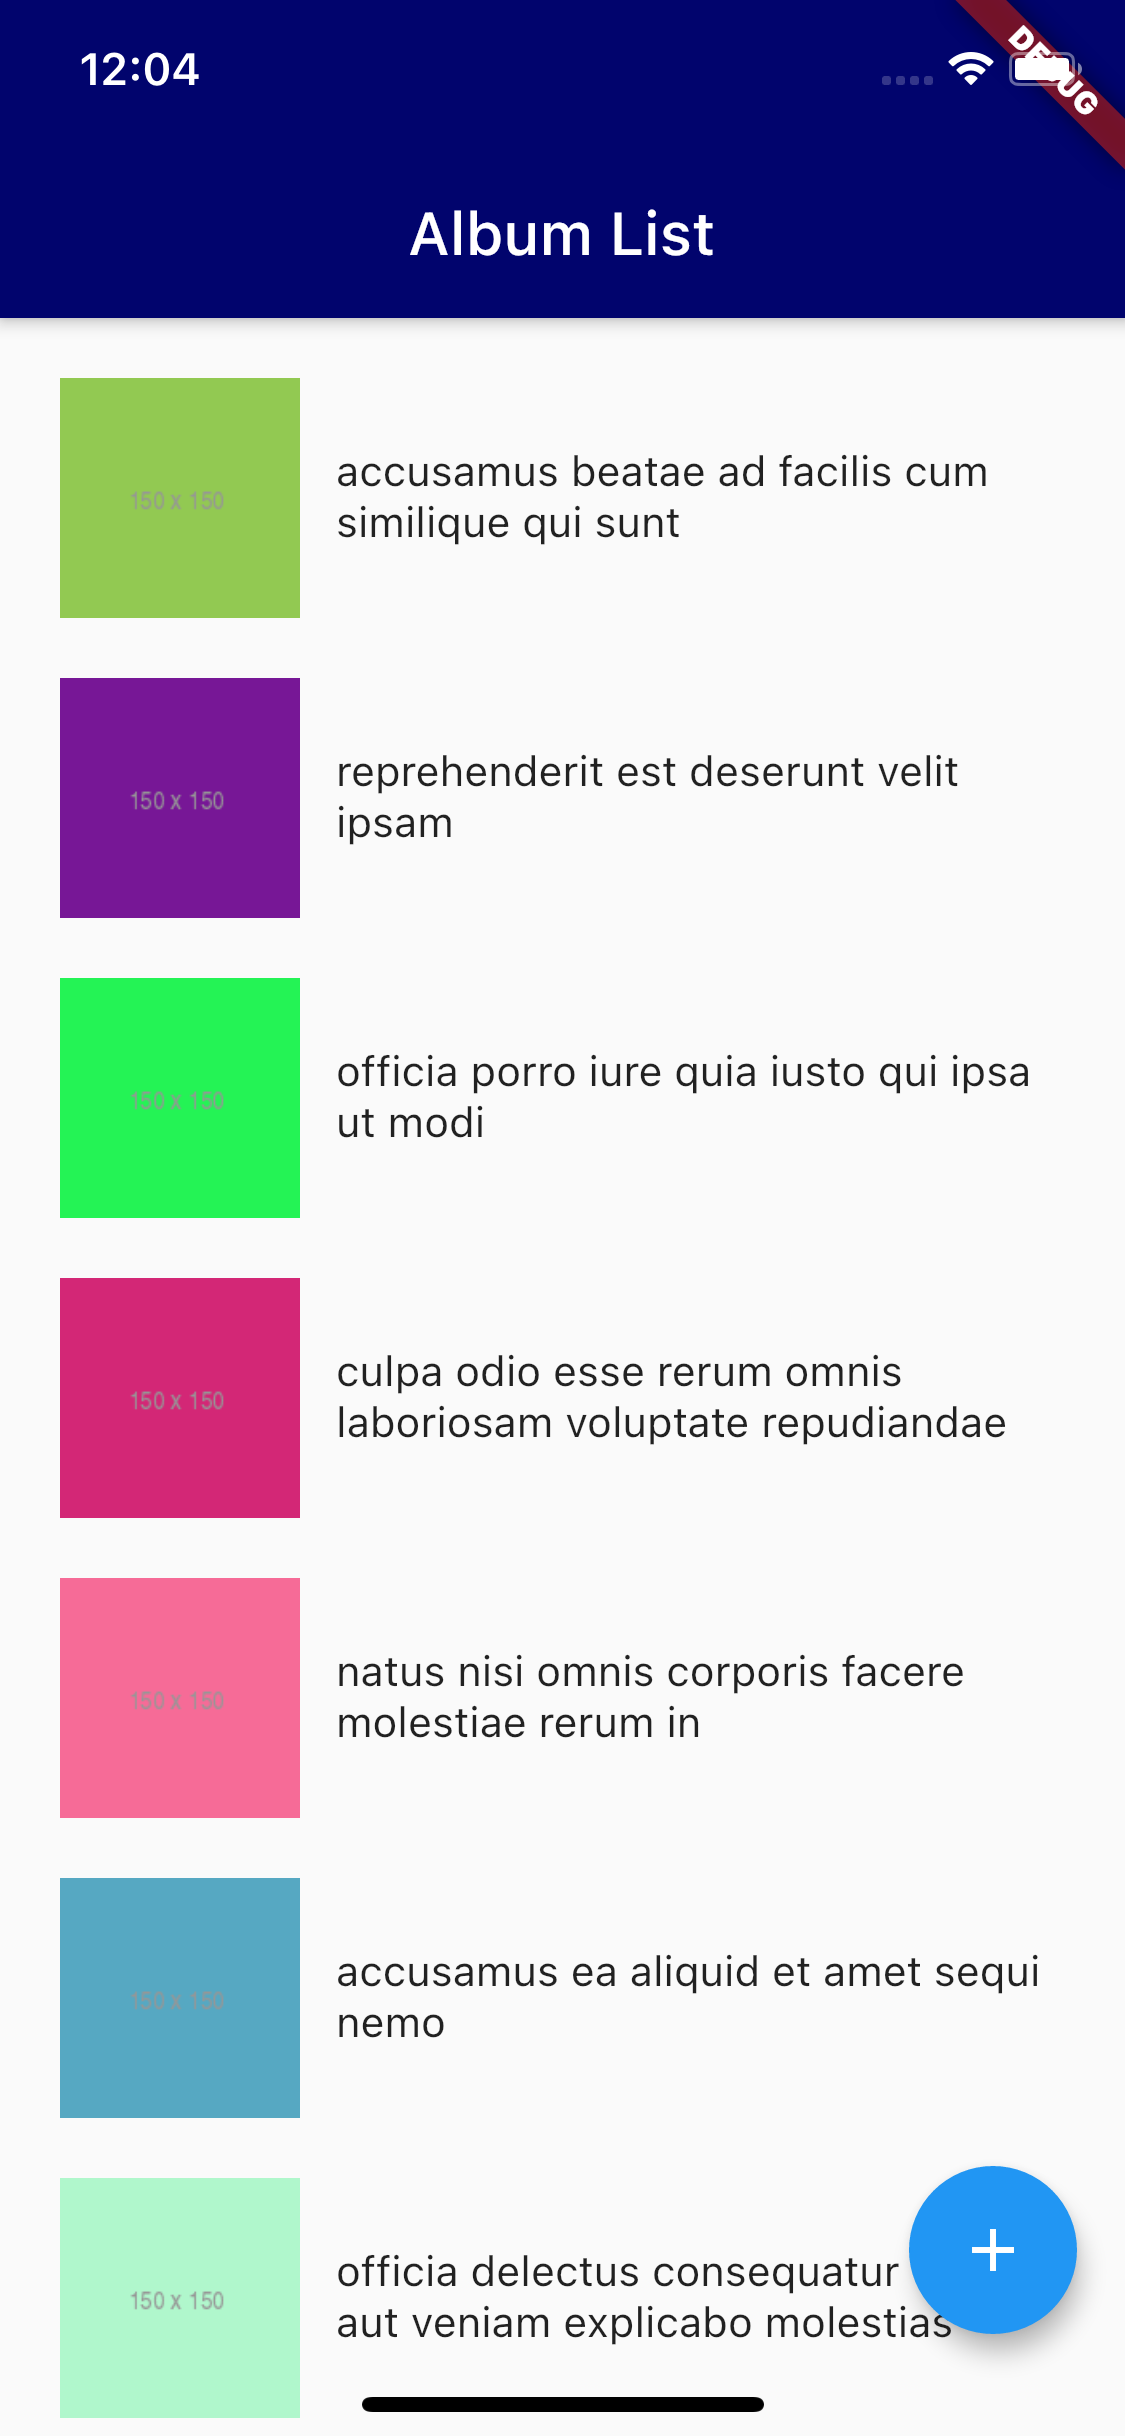 12:04
DEBUG
Album List
150 x 150
accusamus beatae ad facilis cum
similique qui sunt
150 x 150
reprehenderit est deserunt velit
ipsam
150 x 150
officia porro iure quia iusto qui ipsa
ut modi
150 x 150
culpa odio esse rerum omnis
laboriosam voluptate repudiandae
150 x 150
natus nisi omnis corporis facere
molestiae rerum in
150 x 150
accusamus ea aliquid et amet sequi
nemo
150 x 150
officia delectus consequatur
aut veniam explicabo molestias